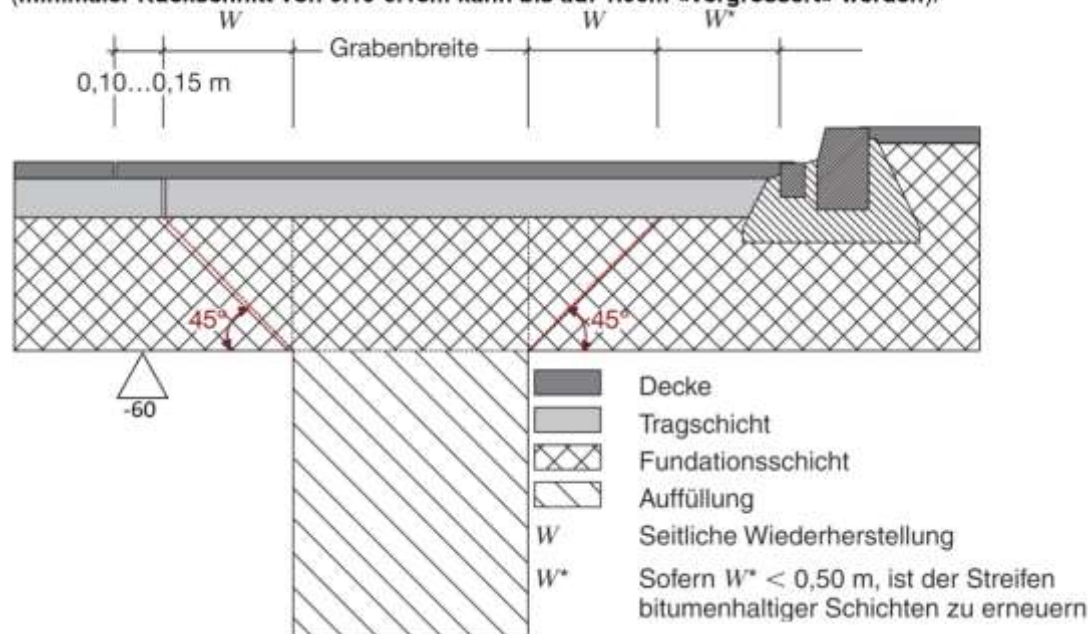 W W W*
Grabenbreite
0,10...0,15 m
45° 45°
-60
Decke
Tragschicht
Fundationsschicht
Auffüllung
W Seitliche Wiederherstellung
W* Sofern W* < 0,50 m, ist der Streifen
bitumenhaltiger Schichten zu erneuern